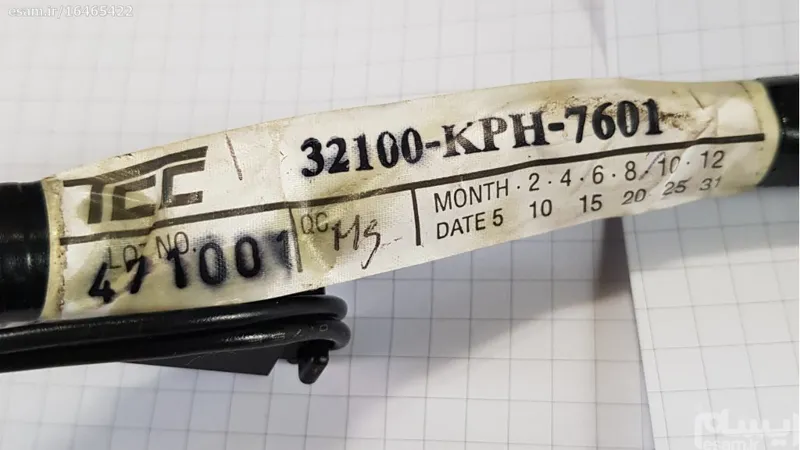 esam.ir/16465422
32100-KPH-7601
TEC
MONTH · 2 · 4 · 6 · 8 / 10 · 12
DATE 5 10 15 20 25 31
LOT NO.
471001
QC
ایسام
esam.ir